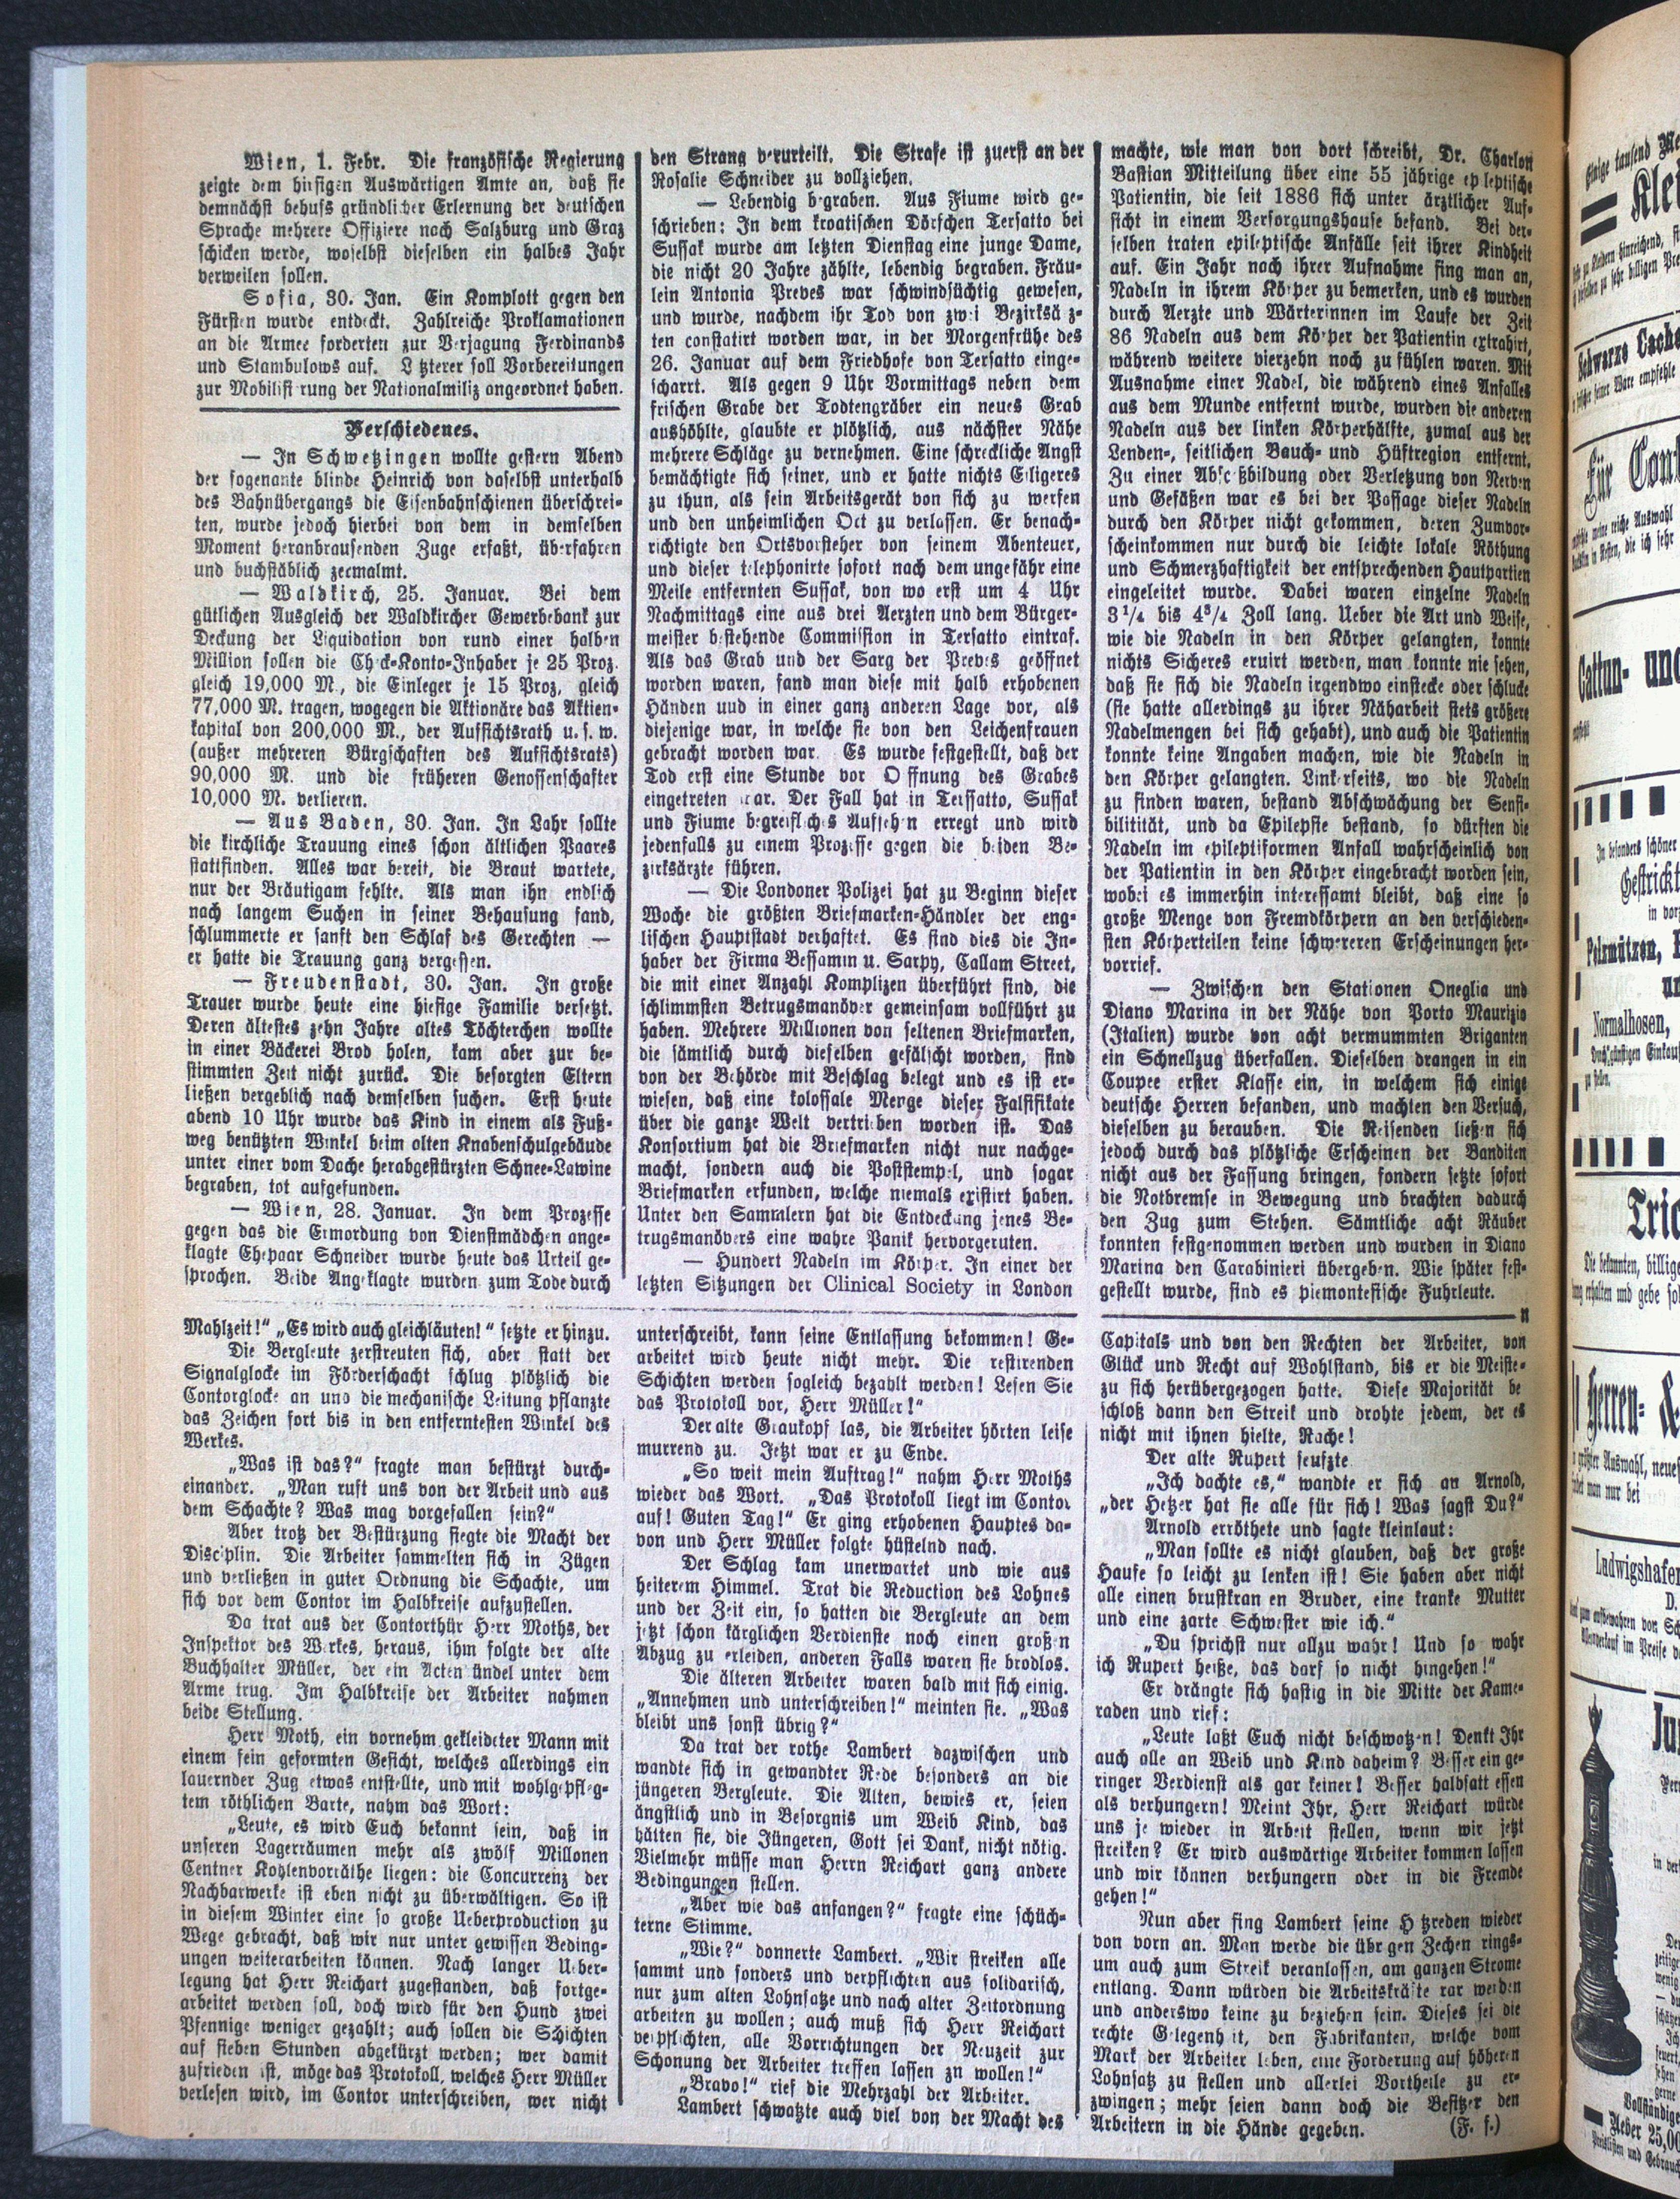 Wien, 1. Febr. Die französische Regierung
zeigte dem hiesigen Auswärtigen Amte an, daß sie
demnächst behufs gründlicher Erlernung der deutschen
Sprache mehrere Offiziere nach Salzburg und Graz
schicken werde, woselbst dieselben ein halbes Jahr
verweilen sollen.
Sofia, 30. Jan. Ein Komplott gegen den
Fürsten wurde entdeckt. Zahlreiche Proklamationen
an die Armee forderten zur Verjagung Ferdinands
und Stambulows auf. Letzterer soll Vorbereitungen
zur Mobilisirung der Nationalmiliz angeordnet haben.
Verschiedenes.
— In Schwetzingen wollte gestern Abend
der sogenante blinde Heinrich von daselbst unterhalb
des Bahnübergangs die Eisenbahnschienen überschrei-
ten, wurde jedoch hierbei von dem in demselben
Moment heranbrausenden Zuge erfaßt, überfahren
und buchstäblich zermalmt.
— Waldkirch, 25. Januar. Bei dem
gütlichen Ausgleich der Waldkircher Gewerbebank zur
Deckung der Liquidation von rund einer halben
Million sollen die Check-Konto-Inhaber je 25 Proz.
gleich 19,000 M., die Einleger je 15 Proz, gleich
77,000 M. tragen, wogegen die Aktionäre das Aktien-
kapital von 200,000 M., der Aufsichtsrath u. s. w.
(außer mehreren Bürgschaften des Aufsichtsrats)
90,000 M. und die früheren Genossenschafter
10,000 M. verlieren.
— Aus Baden, 30. Jan. In Lahr sollte
die kirchliche Trauung eines schon ältlichen Paares
stattfinden. Alles war bereit, die Braut wartete,
nur der Bräutigam fehlte. Als man ihn endlich
nach langem Suchen in seiner Behausung fand,
schlummerte er sanft den Schlaf des Gerechten —
er hatte die Trauung ganz vergessen.
— Freudenstadt, 30. Jan. In große
Trauer wurde heute eine hiesige Familie versetzt.
Deren ältestes zehn Jahre altes Töchterchen wollte
in einer Bäckerei Brod holen, kam aber zur be-
stimmten Zeit nicht zurück. Die besorgten Eltern
ließen vergeblich nach demselben suchen. Erst heute
abend 10 Uhr wurde das Kind in einem als Fuß-
weg benützten Winkel beim alten Knabenschulgebäude
unter einer vom Dache herabgestürzten Schnee-Lawine
begraben, tot aufgefunden.
— Wien, 28. Januar. In dem Prozesse
gegen das die Ermordung von Dienstmädchen ange-
klagte Ehepaar Schneider wurde heute das Urteil ge-
sprochen. Beide Angeklagte wurden zum Tode durch
den Strang verurteilt. Die Strafe ist zuerst an der
Rosalie Schneider zu vollziehen.
— Lebendig begraben. Aus Fiume wird ge-
schrieben: In dem kroatischen Dörfchen Tersatto bei
Sussak wurde am letzten Dienstag eine junge Dame,
die nicht 20 Jahre zählte, lebendig begraben. Fräu-
lein Antonia Preves war schwindsüchtig gewesen,
und wurde, nachdem ihr Tod von zwei Bezirksärz-
ten constatirt worden war, in der Morgenfrühe des
26. Januar auf dem Friedhofe von Tersatto einge-
scharrt. Als gegen 9 Uhr Vormittags neben dem
frischen Grabe der Todtengräber ein neues Grab
aushöhlte, glaubte er plötzlich, aus nächster Nähe
mehrere Schläge zu vernehmen. Eine schreckliche Angst
bemächtigte sich seiner, und er hatte nichts Eiligeres
zu thun, als sein Arbeitsgerät von sich zu werfen
und den unheimlichen Ort zu verlassen. Er benach-
richtigte den Ortsvorsteher von seinem Abenteuer,
und dieser telephonirte sofort nach dem ungefähr eine
Meile entfernten Sussak, von wo erst um 4 Uhr
Nachmittags eine aus drei Aerzten und dem Bürger-
meister bestehende Commission in Tersatto eintraf.
Als das Grab und der Sarg der Preves geöffnet
worden waren, fand man diese mit halb erhobenen
Händen und in einer ganz anderen Lage vor, als
diejenige war, in welche sie von den Leichenfrauen
gebracht worden war. Es wurde festgestellt, daß der
Tod erst eine Stunde vor Oeffnung des Grabes
eingetreten war. Der Fall hat in Terssatto, Sussak
und Fiume begreifliches Aufsehen erregt und wird
jedenfalls zu einem Prozesse gegen die beiden Be-
zirksärzte führen.
— Die Londoner Polizei hat zu Beginn dieser
Woche die größten Briefmarken-Händler der eng-
lischen Hauptstadt verhaftet. Es sind dies die In-
haber der Firma Bessamin u. Sarpy, Callam Street,
die mit einer Anzahl Komplizen überführt sind, die
schlimmsten Betrugsmanöver gemeinsam vollführt zu
haben. Mehrere Millionen von seltenen Briefmarken,
die sämtlich durch dieselben gefälscht worden, sind
von der Behörde mit Beschlag belegt und es ist er-
wiesen, daß eine kolossale Menge dieser Falsifikate
über die ganze Welt vertrieben worden ist. Das
Konsortium hat die Briefmarken nicht nur nachge-
macht, sondern auch die Poststempel, und sogar
Briefmarken erfunden, welche niemals existirt haben.
Unter den Sammlern hat die Entdeckung jenes Be-
trugsmanövers eine wahre Panik hervorgerufen.
— Hundert Nadeln im Körper. In einer der
letzten Sitzungen der Clinical Society in London
machte, wie man von dort schreibt, Dr. Charlon
Bastian Mitteilung über eine 55 jährige epileptische
Patientin, die seit 1886 sich unter ärztlicher Auf-
sicht in einem Versorgungshause befand. Bei der-
selben traten epileptische Anfälle seit ihrer Kindheit
auf. Ein Jahr nach ihrer Aufnahme fing man an,
Nadeln in ihrem Körper zu bemerken, und es wurden
durch Aerzte und Wärterinnen im Laufe der Zeit
86 Nadeln aus dem Körper der Patientin extrahirt,
während weitere vierzehn noch zu fühlen waren. Mit
Ausnahme einer Nadel, die während eines Anfalles
aus dem Munde entfernt wurde, wurden die anderen
Nadeln aus der linken Körperhälfte, zumal aus der
Lenden-, seitlichen Bauch- und Hüftregion entfernt.
Zu einer Abscessbildung oder Verletzung von Nerven
und Gefäßen war es bei der Passage dieser Nadeln
durch den Körper nicht gekommen, deren Zumvor-
scheinkommen nur durch die leichte lokale Röthung
und Schmerzhaftigkeit der entsprechenden Hautpartien
eingeleitet wurde. Dabei waren einzelne Nadeln
3¹/₄ bis 4³/₄ Zoll lang. Ueber die Art und Weise,
wie die Nadeln in den Körper gelangten, konnte
nichts Sicheres eruirt werden, man konnte nie sehen,
daß sie sich die Nadeln irgendwo einstecke oder schlucke
(sie hatte allerdings zu ihrer Näharbeit stets größere
Nadelmengen bei sich gehabt), und auch die Patientin
konnte keine Angaben machen, wie die Nadeln in
den Körper gelangten. Linkerseits, wo die Nadeln
zu finden waren, bestand Abschwächung der Sensi-
bilität, und da Epilepsie bestand, so dürften die
Nadeln im epileptiformen Anfall wahrscheinlich von
der Patientin in den Körper eingebracht worden sein,
wobei es immerhin interessamt bleibt, daß eine so
große Menge von Fremdkörpern an den verschieden-
sten Körperteilen keine schwereren Erscheinungen her-
vorrief.
— Zwischen den Stationen Oneglia und
Diano Marina in der Nähe von Porto Maurizio
(Italien) wurde von acht vermummten Briganten
ein Schnellzug überfallen. Dieselben drangen in ein
Coupee erster Klasse ein, in welchem sich einige
deutsche Herren befanden, und machten den Versuch,
dieselben zu berauben. Die Reisenden ließen sich
jedoch durch das plötzliche Erscheinen der Banditen
nicht aus der Fassung bringen, sondern setzte sofort
die Notbremse in Bewegung und brachten dadurch
den Zug zum Stehen. Sämtliche acht Räuber
konnten festgenommen werden und wurden in Diano
Marina den Carabinieri übergeben. Wie später fest-
gestellt wurde, sind es piemontesische Fuhrleute.
Mahlzeit!“ „Es wird auch gleich läuten!“ setzte er hinzu.
Die Bergleute zerstreuten sich, aber statt der
Signalglocke im Förderschacht schlug plötzlich die
Contorglocke an und die mechanische Leitung pflanzte
das Zeichen fort bis in den entferntesten Winkel des
Werkes.
„Was ist das?“ fragte man bestürzt durch-
einander. „Man ruft uns von der Arbeit und aus
dem Schachte? Was mag vorgefallen sein?“
Aber trotz der Bestürzung siegte die Macht der
Disciplin. Die Arbeiter sammelten sich in Zügen
und verließen in guter Ordnung die Schachte, um
sich vor dem Contor im Halbkreise aufzustellen.
Da trat aus der Contorthür Herr Moths, der
Inspektor des Werkes, heraus, ihm folgte der alte
Buchhalter Müller, der ein Actenbündel unter dem
Arme trug. Im Halbkreise der Arbeiter nahmen
beide Stellung.
Herr Moth, ein vornehm gekleideter Mann mit
einem fein geformten Gesicht, welches allerdings ein
lauernder Zug etwas entstellte, und mit wohlgepfleg-
tem röthlichen Barte, nahm das Wort:
„Leute, es wird Euch bekannt sein, daß in
unseren Lagerräumen mehr als zwölf Millonen
Centner Kohlenvorräthe liegen: die Concurrenz der
Nachbarwerke ist eben nicht zu überwältigen. So ist
in diesem Winter eine so große Ueberproduction zu
Wege gebracht, daß wir nur unter gewissen Beding-
ungen weiterarbeiten können. Nach langer Ueber-
legung hat Herr Reichart zugestanden, daß fortge-
arbeitet werden soll, doch wird für den Hund zwei
Pfennige weniger gezahlt; auch sollen die Schichten
auf sieben Stunden abgekürzt werden; wer damit
zufrieden ist, möge das Protokoll, welches Herr Müller
verlesen wird, im Contor unterschreiben, wer nicht
unterschreibt, kann seine Entlassung bekommen! Ge-
arbeitet wird heute nicht mehr. Die restirenden
Schichten werden sogleich bezahlt werden! Lesen Sie
das Protokoll vor, Herr Müller!“
Der alte Graukopf las, die Arbeiter hörten leise
murrend zu. Jetzt war er zu Ende.
„So weit mein Auftrag!“ nahm Herr Moths
wieder das Wort. „Das Protokoll liegt im Contor
auf! Guten Tag!“ Er ging erhobenen Hauptes da-
von und Herr Müller folgte hüstelnd nach.
Der Schlag kam unerwartet und wie aus
heiterem Himmel. Trat die Reduction des Lohnes
und der Zeit ein, so hatten die Bergleute an dem
jetzt schon kärglichen Verdienste noch einen großen
Abzug zu erleiden, anderen Falls waren sie brodlos.
Die älteren Arbeiter waren bald mit sich einig.
„Annehmen und unterschreiben!“ meinten sie. „Was
bleibt uns sonst übrig?“
Da trat der rothe Lambert dazwischen und
wandte sich in gewandter Rede besonders an die
jüngeren Bergleute. Die Alten, bewies er, seien
ängstlich und in Besorgnis um Weib Kind, das
hätten sie, die Jüngeren, Gott sei Dank, nicht nötig.
Vielmehr müsse man Herrn Reichart ganz andere
Bedingungen stellen.
„Aber wie das anfangen?“ fragte eine schüch-
terne Stimme.
„Wie?“ donnerte Lambert. „Wir streiken alle
sammt und sonders und verpflichten aus solidarisch,
nur zum alten Lohnsatze und nach alter Zeitordnung
arbeiten zu wollen; auch muß sich Herr Reichart
verpflichten, alle Vorrichtungen der Neuzeit zur
Schonung der Arbeiter treffen lassen zu wollen!“
„Bravo!“ rief die Mehrzahl der Arbeiter.
Lambert schwatzte auch viel von der Macht des
Capitals und von den Rechten der Arbeiter, von
Glück und Recht auf Wohlstand, bis er die Meiste-
zu sich herübergezogen hatte. Diese Majorität be
schloß dann den Streik und drohte jedem, der es
nicht mit ihnen hielte, Rache!
Der alte Rupert seufzte
„Ich dachte es,“ wandte er sich an Arnold,
„der Hetzer hat sie alle für sich! Was sagst Du?“
Arnold erröthete und sagte kleinlaut:
„Man sollte es nicht glauben, daß der große
Haufe so leicht zu lenken ist! Sie haben aber nicht
alle einen brustkranken Bruder, eine kranke Mutter
und eine zarte Schwester wie ich.“
„Du sprichst nur allzu wahr! Und so wahr
ich Rupert heiße, das darf so nicht hingehen!“
Er drängte sich hastig in die Mitte der Kame-
raden und rief:
„Leute laßt Euch nicht beschwatzen! Denkt Ihr
auch alle an Weib und Kind daheim? Besser ein ge-
ringer Verdienst als gar keiner! Besser halbsatt essen
als verhungern! Meint Ihr, Herr Reichart würde
uns je wieder in Arbeit stellen, wenn wir jetzt
streiken? Er wird auswärtige Arbeiter kommen lassen
und wir können verhungern oder in die Fremde
gehen!“
Nun aber fing Lambert seine Hetzreden wieder
von vorn an. Man werde die übrigen Zechen rings-
um auch zum Streik veranlassen, am ganzen Strome
entlang. Dann würden die Arbeitskräfte rar werden
und anderswo keine zu beziehen sein. Dieses sei die
rechte Gelegenheit, den Fabrikanten, welche vom
Mark der Arbeiter leben, eine Forderung auf höheren
Lohnsatz zu stellen und allerlei Vortheile zu er-
zwingen; mehr seien dann doch die Besitzer den
Arbeitern in die Hände gegeben. (F. f.)
Einige tausend
Schwarze
Für
Cattun- und
In besonders schöner
Pelzmützen,
Normalhosen,
zu stellen.
Die bekannten,
Herren- &
Auswahl,
man nur bei
Ludwigshafen
D.
im Preise